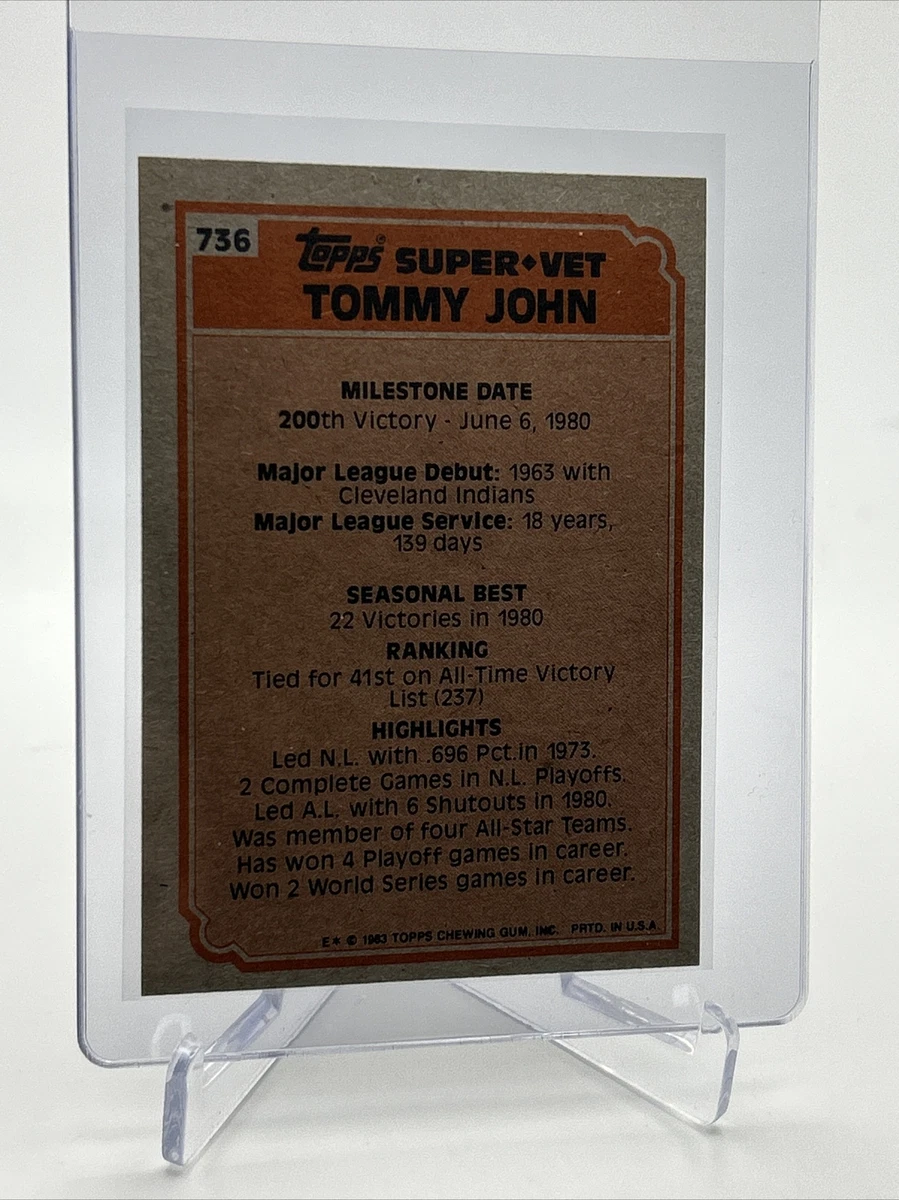 736
topps® SUPER♦VET
TOMMY JOHN
MILESTONE DATE
200th Victory - June 6, 1980
Major League Debut: 1963 with
Cleveland Indians
Major League Service: 18 years,
139 days
SEASONAL BEST
22 Victories in 1980
RANKING
Tied for 41st on All-Time Victory
List (237)
HIGHLIGHTS
Led N.L. with .696 Pct.in 1973.
2 Complete Games in N.L. Playoffs.
Led A.L. with 6 Shutouts in 1980.
Was member of four All-Star Teams.
Has won 4 Playoff games in career.
Won 2 World Series games in career.
E* © 1983 TOPPS CHEWING GUM, INC. PRTD. IN U.S.A